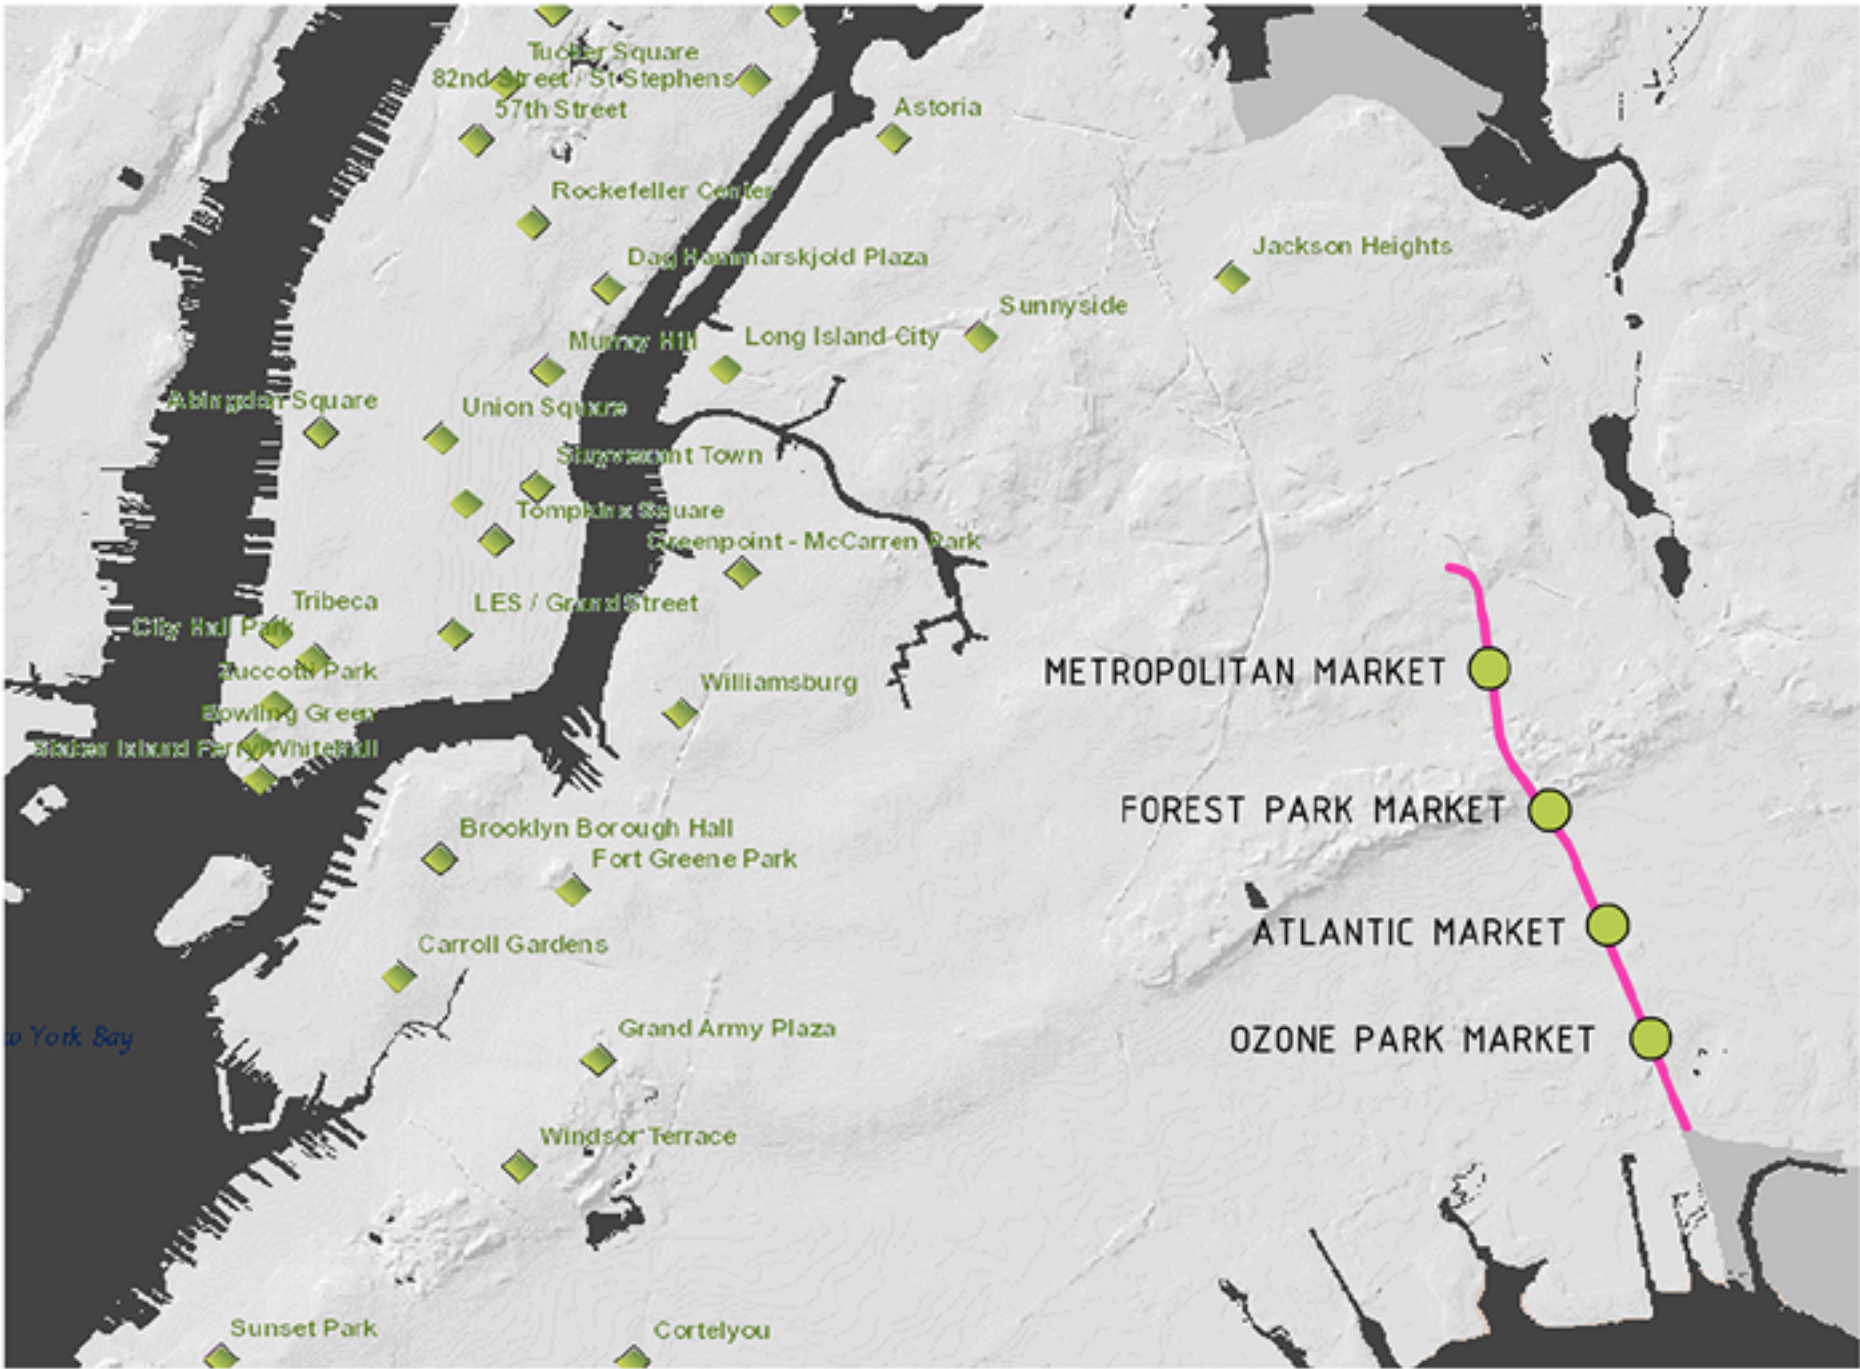 Tucker Square
82nd Street / St Stephens
57th Street
Astoria
Rockefeller Center
Jackson Heights
Dag Hammarskjold Plaza
Sunnyside
Murray Hill
Long Island City
Abingdon Square
Union Square
Stuyvesant Town
Tompkins Square
Greenpoint - McCarren Park
Tribeca
LES / Grand Street
City Hall Park
METROPOLITAN MARKET
Zuccotti Park
Williamsburg
Bowling Green
Staten Island Ferry/Whitehall
FOREST PARK MARKET
Brooklyn Borough Hall
Fort Greene Park
ATLANTIC MARKET
Carroll Gardens
Grand Army Plaza
w York Bay
OZONE PARK MARKET
Windsor Terrace
Sunset Park
Cortelyou